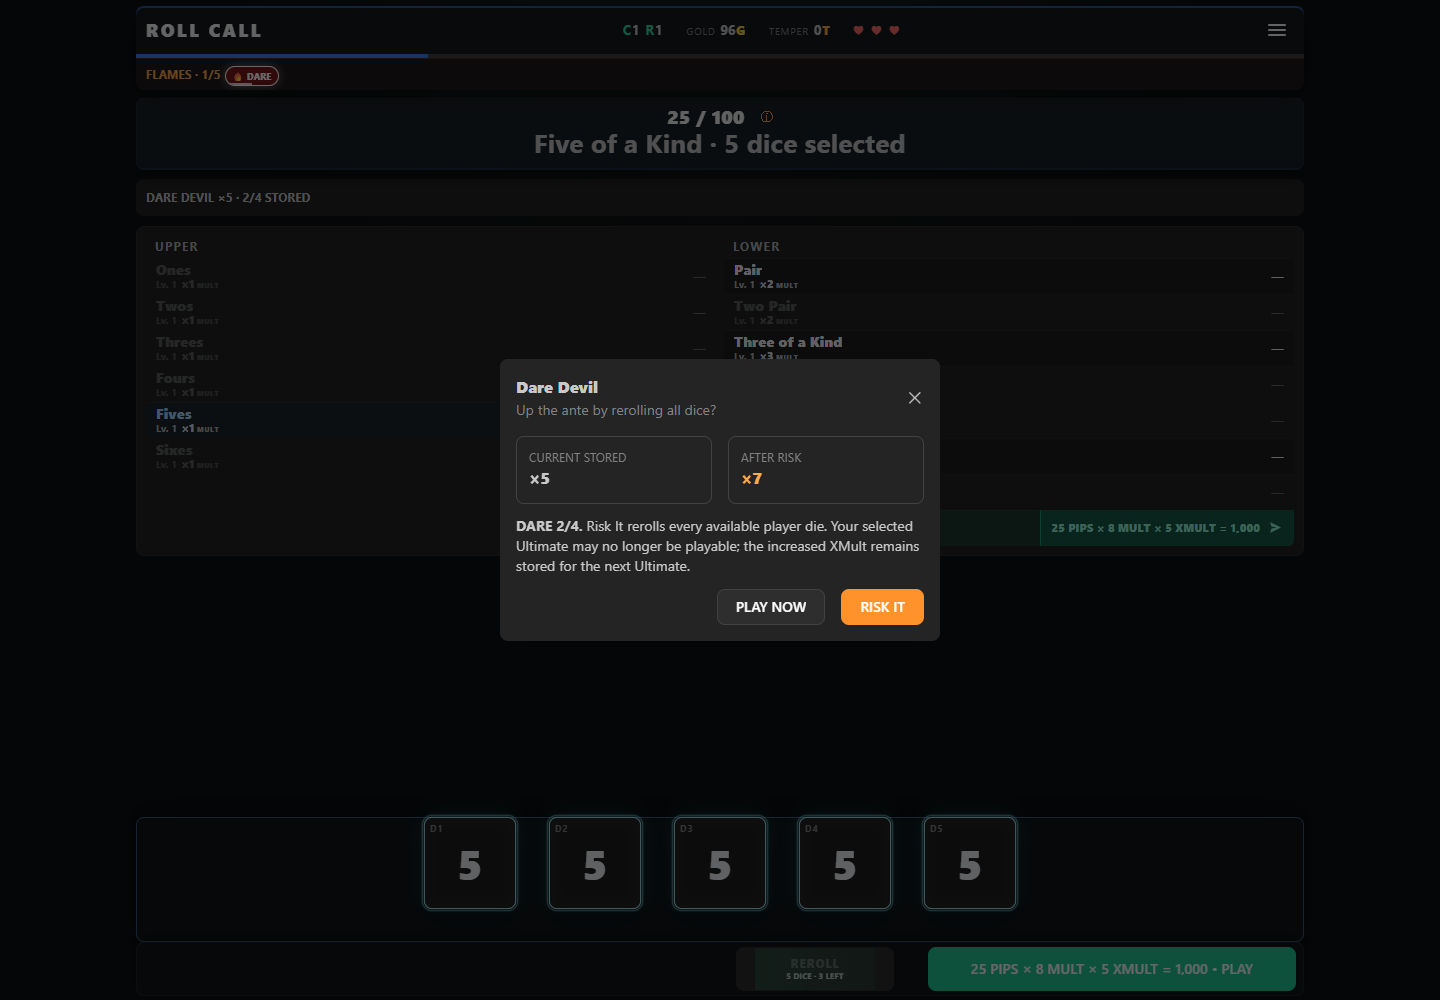 ROLL CALL
C1 R1 GOLD 96G TEMPER 0T
FLAMES · 1/5 DARE
25 / 100
Five of a Kind · 5 dice selected
DARE DEVIL ×5 · 2/4 STORED
UPPER
Ones —
Lv. 1 ×1 MULT
Twos —
Lv. 1 ×1 MULT
Threes —
Lv. 1 ×1 MULT
Fours
Lv. 1 ×1 MULT
Fives
Lv. 1 ×1 MULT
Sixes
Lv. 1 ×1 MULT
LOWER
Pair —
Lv. 1 ×2 MULT
Two Pair —
Lv. 1 ×2 MULT
Three of a Kind —
Lv. 1 ×3 MULT
—
—
—
—
25 PIPS × 8 MULT × 5 XMULT = 1,000
Dare Devil
Up the ante by rerolling all dice?
CURRENT STORED
×5
AFTER RISK
×7
DARE 2/4. Risk It rerolls every available player die. Your selected
Ultimate may no longer be playable; the increased XMult remains
stored for the next Ultimate.
PLAY NOW
RISK IT
D1
5
D2
5
D3
5
D4
5
D5
5
REROLL
5 DICE · 3 LEFT
25 PIPS × 8 MULT × 5 XMULT = 1,000 • PLAY